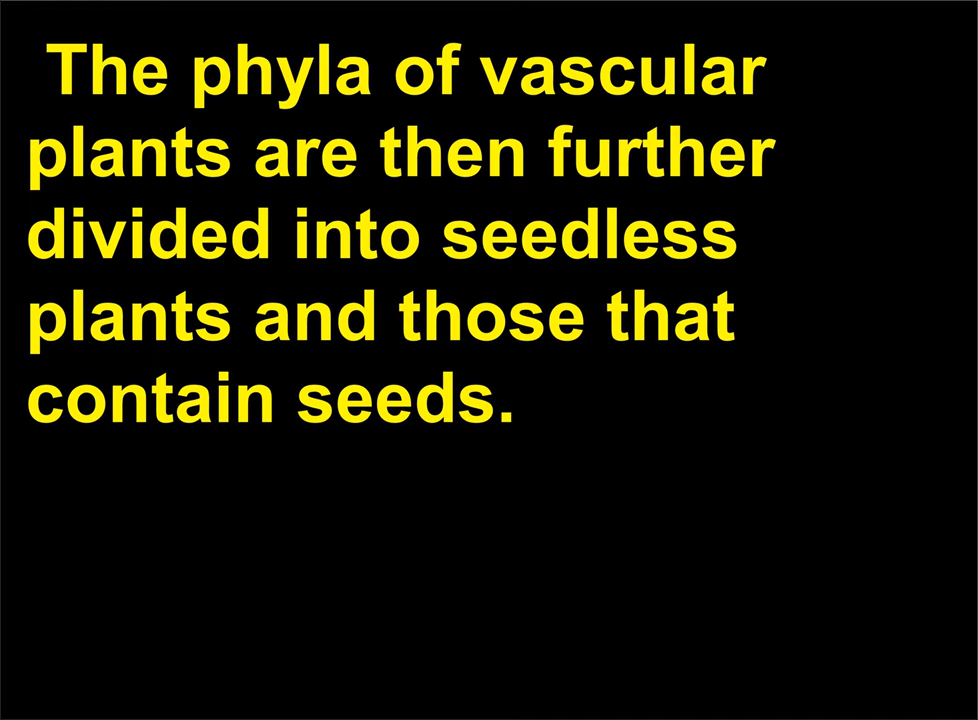 The phyla of vascular
plants are then further
divided into seedless
plants and those that
contain seeds.